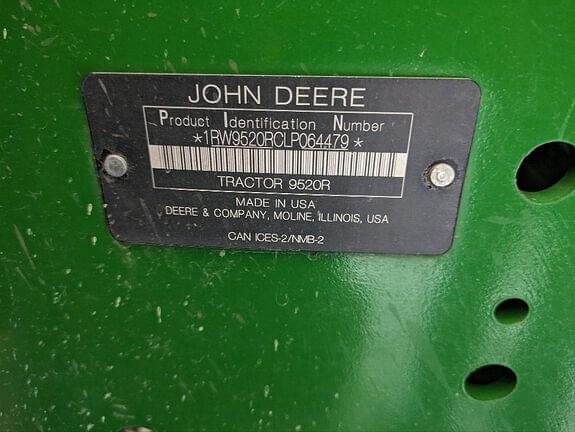 JOHN DEERE
Product Identification Number
*1RW9520RCLP064479*
TRACTOR 9520R
MADE IN USA
DEERE & COMPANY, MOLINE, ILLINOIS, USA
CAN ICES-2/NMB-2